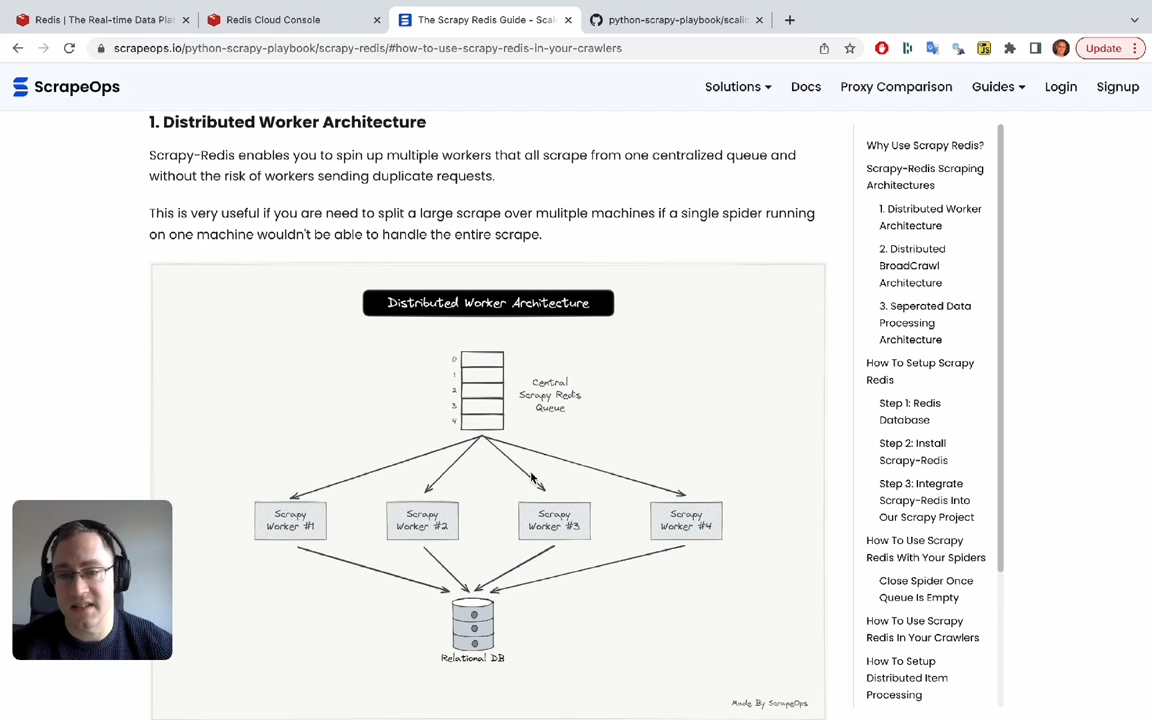 Redis | The Real-time Data Plat
Redis Cloud Console
The Scrapy Redis Guide - Scal
python-scrapy-playbook/scalin
scrapeops.io/python-scrapy-playbook/scrapy-redis/#how-to-use-scrapy-redis-in-your-crawlers
Update
ScrapeOps
Solutions
Docs
Proxy Comparison
Guides
Login
Signup
1. Distributed Worker Architecture
Scrapy-Redis enables you to spin up multiple workers that all scrape from one centralized queue and
without the risk of workers sending duplicate requests.
This is very useful if you are need to split a large scrape over mulitple machines if a single spider running
on one machine wouldn't be able to handle the entire scrape.
Distributed Worker Architecture
0
1
2
3
4
Central
Scrapy Redis
Queue
Scrapy
Worker #1
Scrapy
Worker #2
Scrapy
Worker #3
Scrapy
Worker #4
Relational DB
Made By ScrapeOps
Why Use Scrapy Redis?
Scrapy-Redis Scraping
Architectures
1. Distributed Worker
Architecture
2. Distributed
BroadCrawl
Architecture
3. Seperated Data
Processing
Architecture
How To Setup Scrapy
Redis
Step 1: Redis
Database
Step 2: Install
Scrapy-Redis
Step 3: Integrate
Scrapy-Redis Into
Our Scrapy Project
How To Use Scrapy
Redis With Your Spiders
Close Spider Once
Queue Is Empty
How To Use Scrapy
Redis In Your Crawlers
How To Setup
Distributed Item
Processing